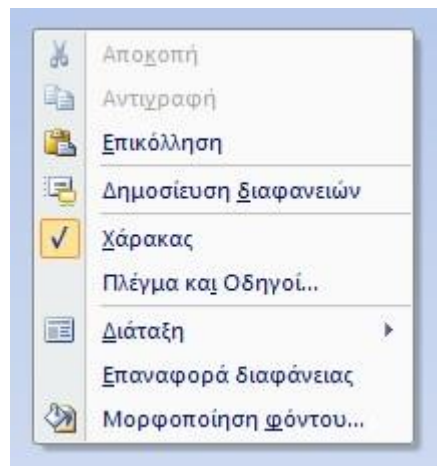 Αποκοπή
Αντιγραφή
Επικόλληση
Δημοσίευση διαφανειών
Χάρακας
Πλέγμα και Οδηγοί...
Διάταξη
Επαναφορά διαφάνειας
Μορφοποίηση φόντου...